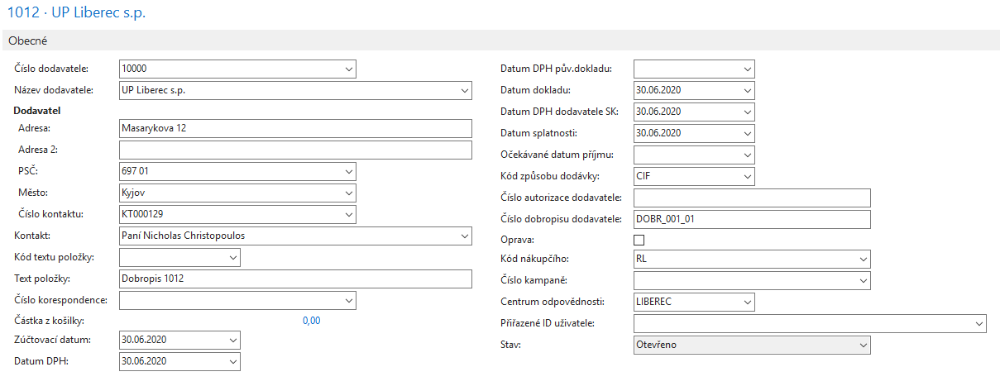 1012 · UP Liberec s.p.
Obecné
Číslo dodavatele: 10000
Název dodavatele: UP Liberec s.p.
Dodavatel
Adresa: Masarykova 12
Adresa 2:
PSČ: 697 01
Město: Kyjov
Číslo kontaktu: KT000129
Kontakt: Paní Nicholas Christopoulos
Kód textu položky:
Text položky: Dobropis 1012
Číslo korespondence:
Částka z košilky: 0,00
Zúčtovací datum: 30.06.2020
Datum DPH: 30.06.2020
Datum DPH pův.dokladu:
Datum dokladu: 30.06.2020
Datum DPH dodavatele SK: 30.06.2020
Datum splatnosti: 30.06.2020
Očekávané datum příjmu:
Kód způsobu dodávky: CIF
Číslo autorizace dodavatele:
Číslo dobropisu dodavatele: DOBR_001_01
Oprava:
Kód nákupčího: RL
Číslo kampaně:
Centrum odpovědnosti: LIBEREC
Přiřazené ID uživatele:
Stav: Otevřeno